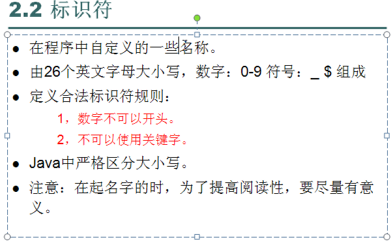 2.2 标识符
● 在程序中自定义的一些名称。
● 由26个英文字母大小写，数字：0-9 符号：_ $ 组成
● 定义合法标识符规则：
1，数字不可以开头。
2，不可以使用关键字。
● Java中严格区分大小写。
● 注意：在起名字的时，为了提高阅读性，要尽量有意
义。